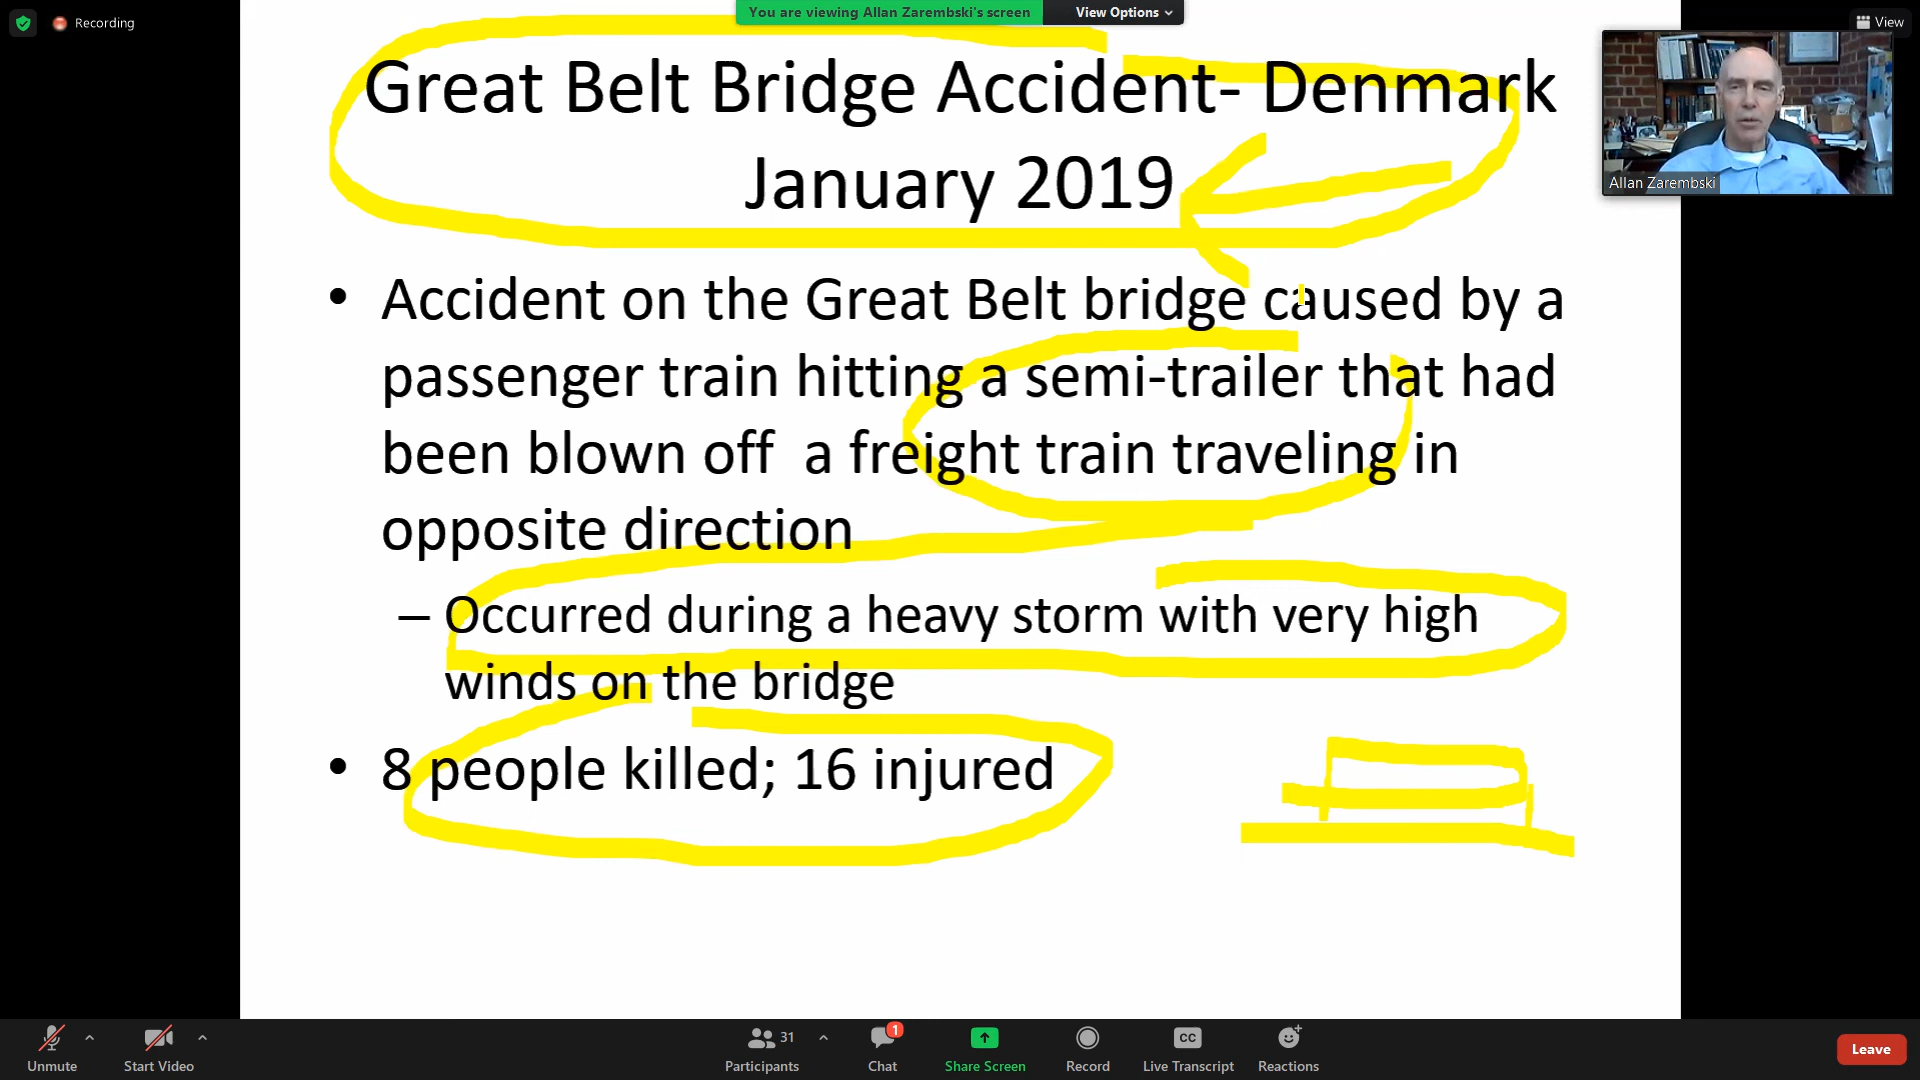 Recording
You are viewing Allan Zarembski's screen
View Options
View
Great Belt Bridge Accident- Denmark
January 2019
Allan Zarembski
• Accident on the Great Belt bridge caused by a
passenger train hitting a semi-trailer that had
been blown off a freight train traveling in
opposite direction
– Occurred during a heavy storm with very high
winds on the bridge
• 8 people killed; 16 injured
Unmute
Start Video
31
Participants
1
Chat
Share Screen
Record
CC
Live Transcript
Reactions
Leave